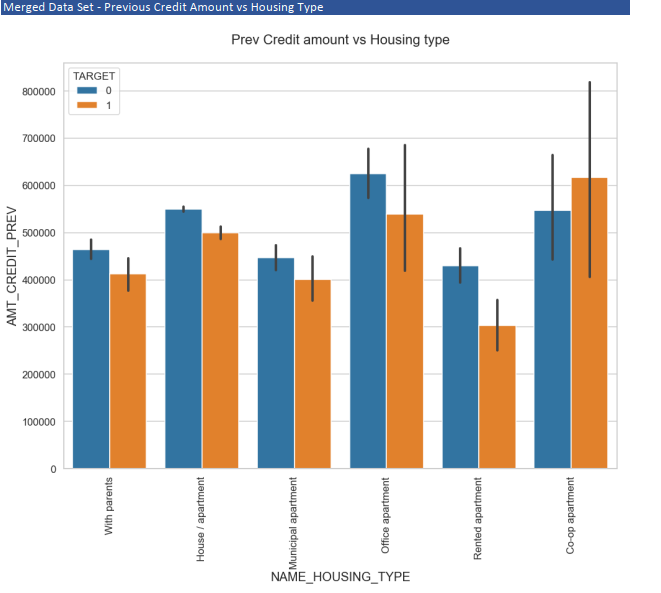 Merged Data Set - Previous Credit Amount vs Housing Type
Prev Credit amount vs Housing type
TARGET
0
1
800000
700000
600000
500000
400000
300000
200000
100000
0
AMT_CREDIT_PREV
With parents
House / apartment
Municipal apartment
Office apartment
Rented apartment
Co-op apartment
NAME_HOUSING_TYPE